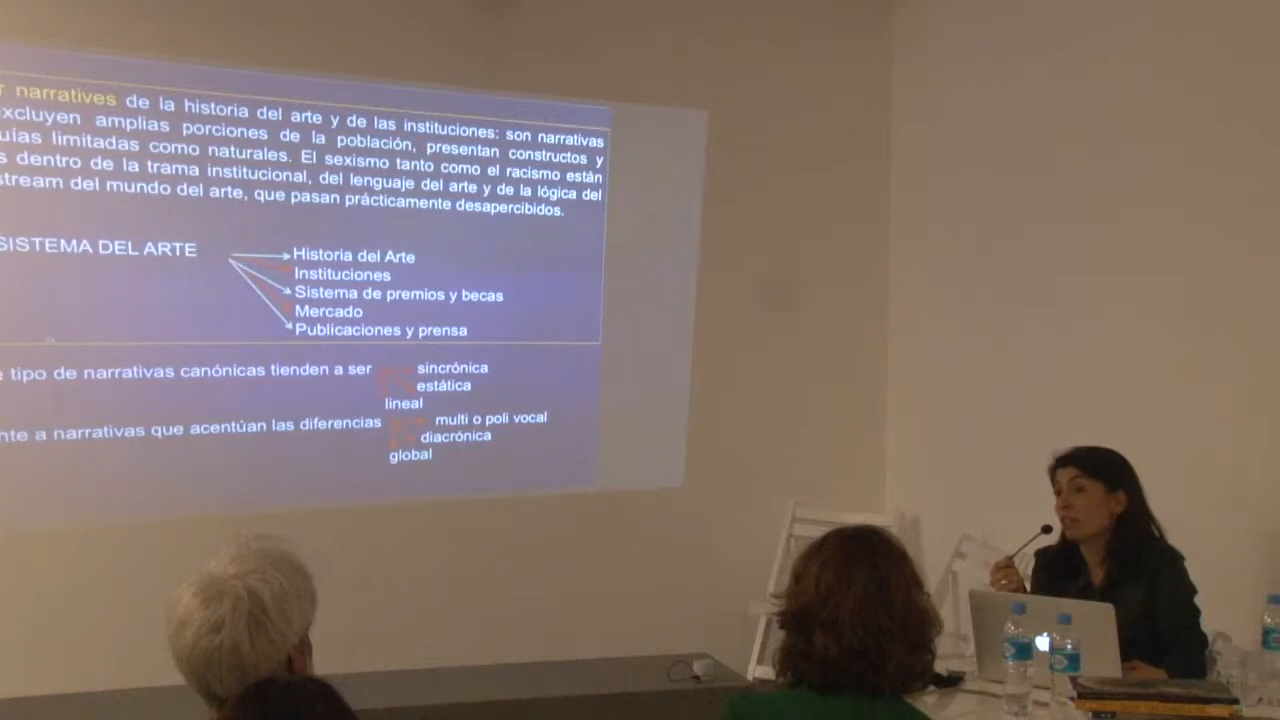 narratives de la historia del arte y de las instituciones: son narrativas
excluyen amplias porciones de la población, presentan constructos y
limitadas como naturales. El sexismo tanto como el racismo están
dentro de la trama institucional, del lenguaje del arte y de la lógica del
stream del mundo del arte, que pasan prácticamente desapercibidos.
SISTEMA DEL ARTE
Historia del Arte
Instituciones
Sistema de premios y becas
Mercado
Publicaciones y prensa
tipo de narrativas canónicas tienden a ser
sincrónica
estática
lineal
a narrativas que acentúan las diferencias
multi o poli vocal
diacrónica
global